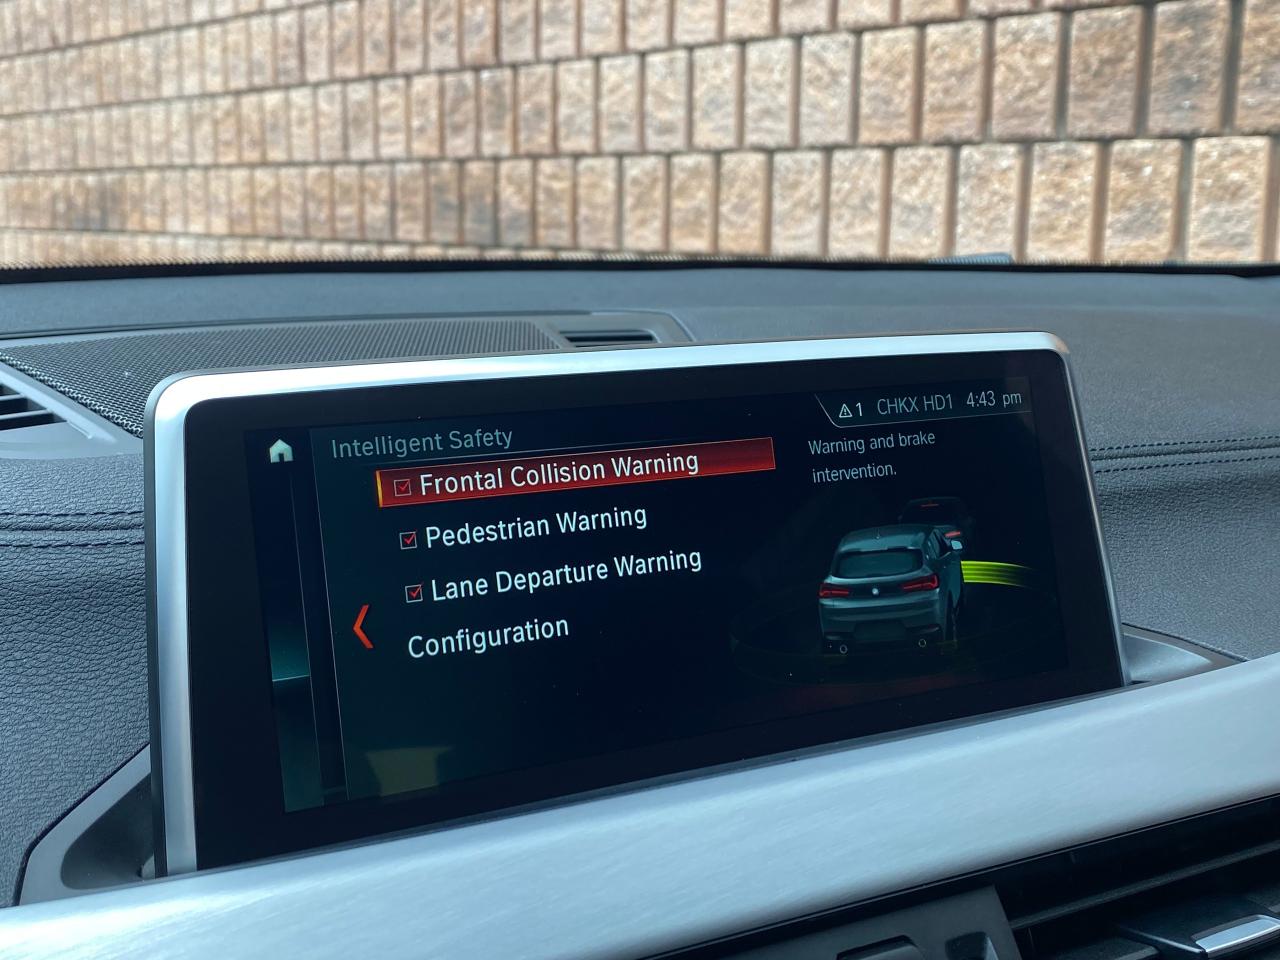 1 CHKX HD1 4:43 pm
Intelligent Safety
Frontal Collision Warning
Pedestrian Warning
Lane Departure Warning
Configuration
Warning and brake
intervention.